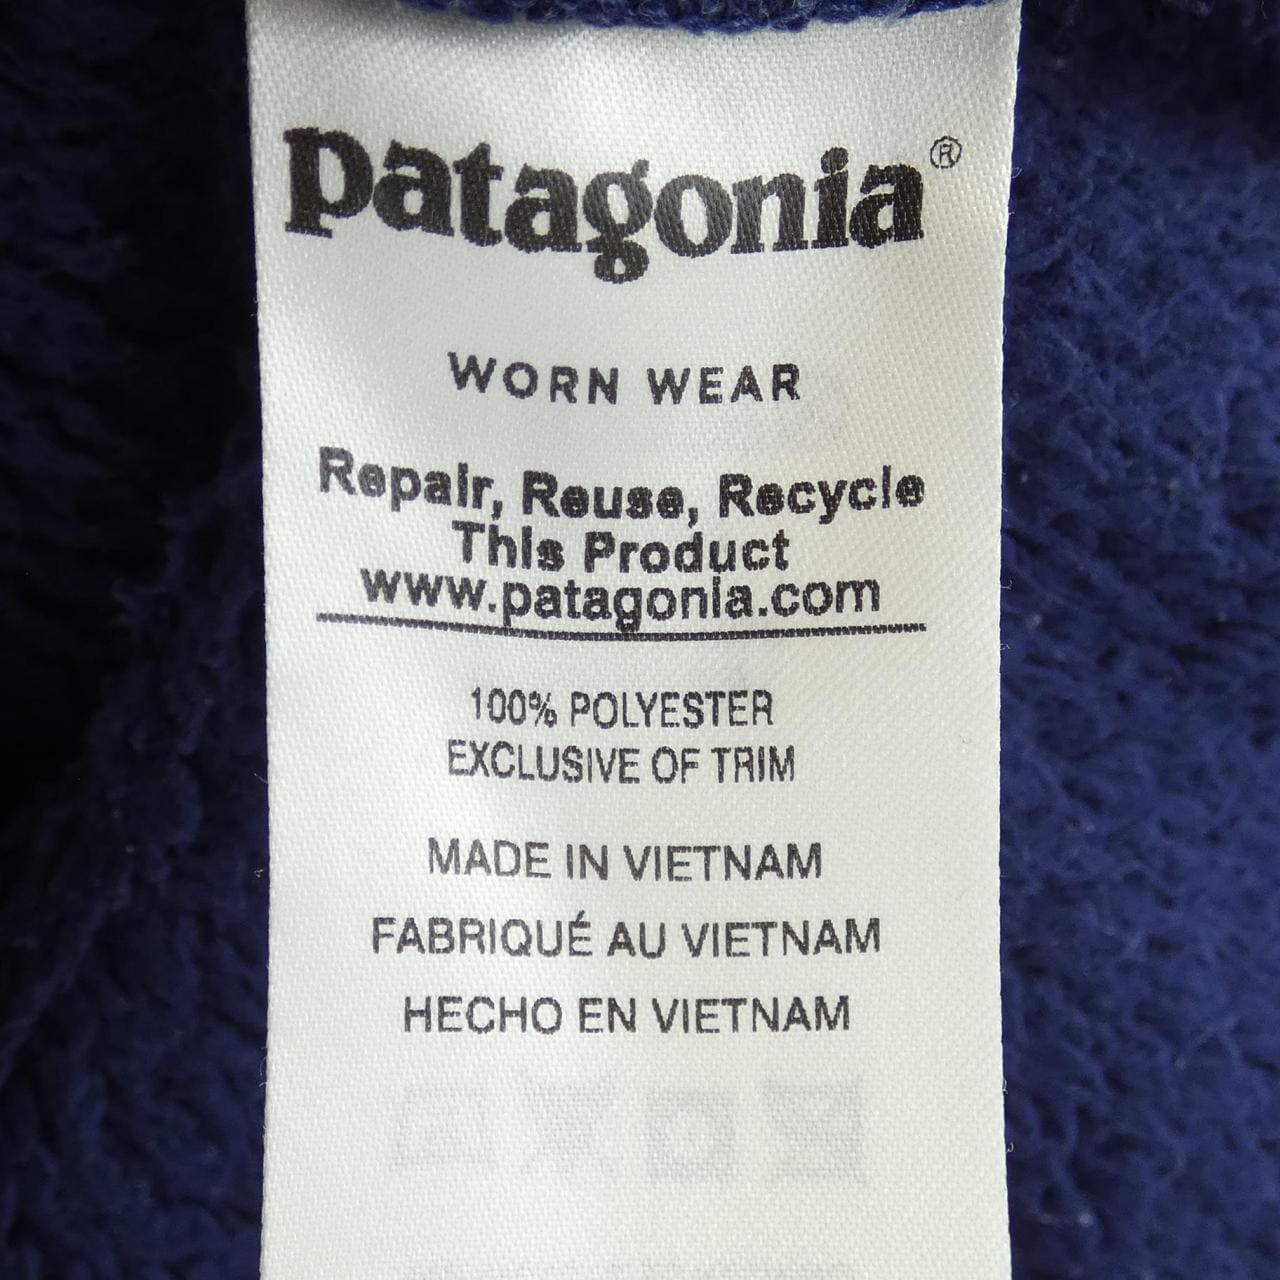 patagonia®
WORN WEAR
Repair, Reuse, Recycle
This Product
www.patagonia.com
100% POLYESTER
EXCLUSIVE OF TRIM
MADE IN VIETNAM
FABRIQUÉ AU VIETNAM
HECHO EN VIETNAM